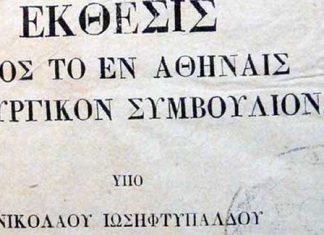 ΕΚΘΕΣΙΣ
ΟΣ ΤΟ ΕΝ ΑΘΗΝΑΙΣ
ΥΡΓΙΚΟΝ ΣΥΜΒΟΥΛΙΟΝ
ΥΠΟ
ΝΙΚΟΛΑΟΥ ΙΩΣΗΦΤΥΠΑΛΔΟΥ